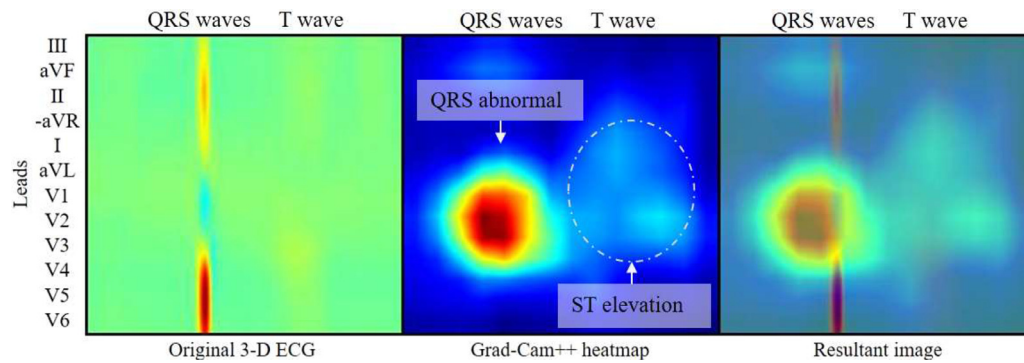 QRS waves T wave QRS waves T wave QRS waves T wave
III
aVF
II
-aVR
I
aVL
V1
V2
V3
V4
V5
V6
Leads
QRS abnormal
ST elevation
Original 3-D ECG Grad-Cam++ heatmap Resultant image